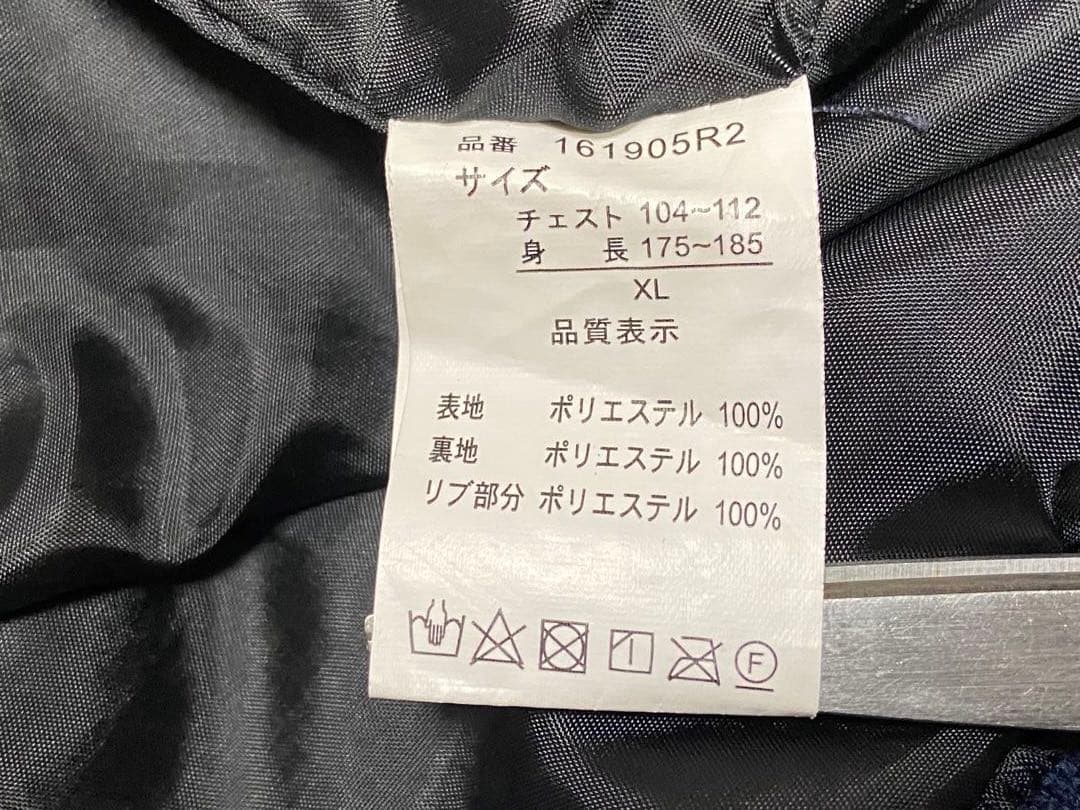 品番 161905R2
サイズ
チェスト 104~112
身 長 175~185
XL
品質表示
表地 ポリエステル 100%
裏地 ポリエステル 100%
リブ部分 ポリエステル 100%
F